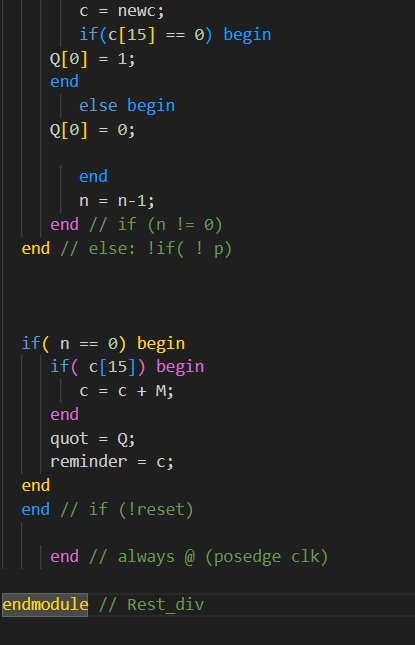 c = newc;
if(c[15] == 0) begin
Q[0] = 1;
end
else begin
Q[0] = 0;
end
n = n-1;
end // if (n != 0)
end // else: !if( ! p)
if( n == 0) begin
if( c[15]) begin
c = c + M;
end
quot = Q;
reminder = c;
end
end // if (!reset)
end // always @ (posedge clk)
endmodule // Rest_div